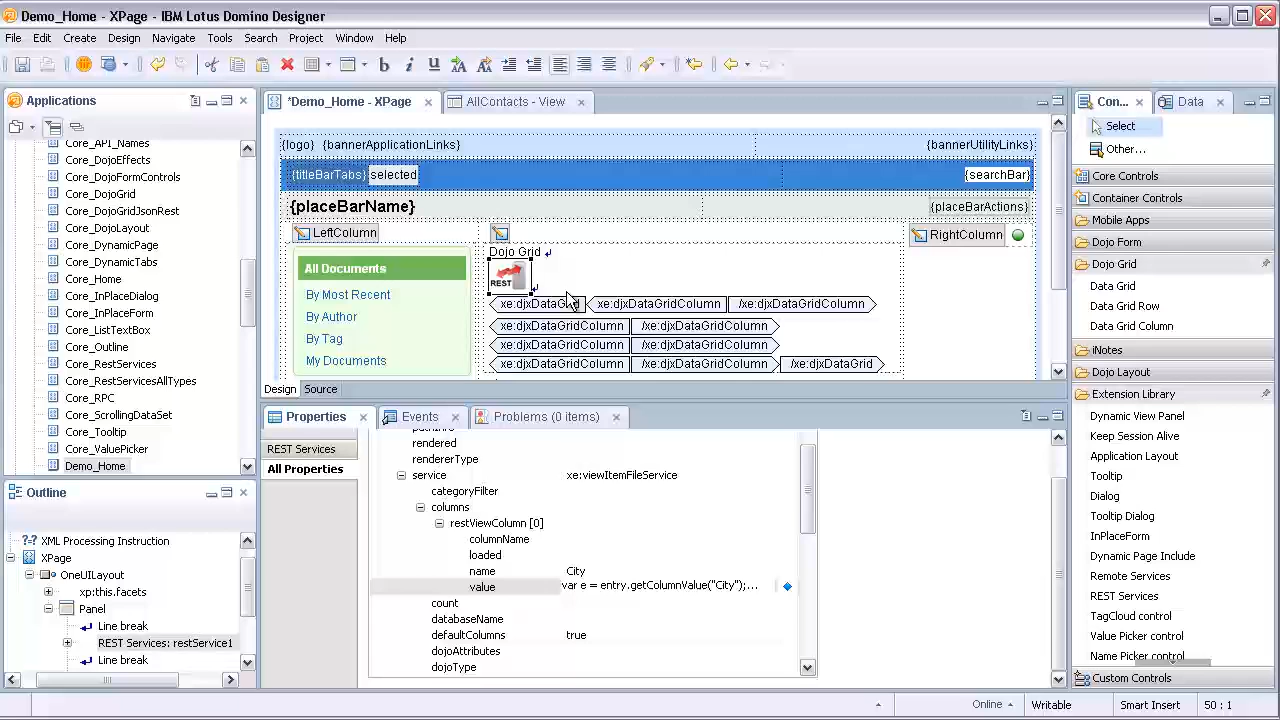 Demo_Home - XPage - IBM Lotus Domino Designer
File Edit Create Design Navigate Tools Search Project Window Help
Applications
Core_API_Names
Core_DojoEffects
Core_DojoFormControls
Core_DojoGrid
Core_DojoGridJsonRest
Core_DojoLayout
Core_DynamicPage
Core_DynamicTabs
Core_Home
Core_InPlaceDialog
Core_InPlaceForm
Core_ListTextBox
Core_Outline
Core_RestServices
Core_RestServicesAllTypes
Core_RPC
Core_ScrollingDataSet
Core_Tooltip
Core_ValuePicker
Demo_Home
Outline
XML Processing Instruction
XPage
OneUILayout
xp:this.facets
Panel
Line break
REST Services: restService1
Line break
*Demo_Home - XPage
AllContacts - View
{logo} {bannerApplicationLinks} {bannerUtilityLinks}
{titleBarTabs} selected {searchBar}
{placeBarName} {placeBarActions}
LeftColumn
RightColumn
All Documents
By Most Recent
By Author
By Tag
My Documents
Dojo Grid
REST
xe:djxDataGrid xe:djxDataGridColumn /xe:djxDataGridColumn
xe:djxDataGridColumn /xe:djxDataGridColumn
xe:djxDataGridColumn /xe:djxDataGridColumn
xe:djxDataGridColumn /xe:djxDataGridColumn /xe:djxDataGrid
Design Source
Properties Events Problems (0 items)
REST Services
All Properties
rendered
rendererType
service xe:viewItemFileService
categoryFilter
columns
restViewColumn [0]
columnName
loaded
name City
value var e = entry.getColumnValue("City");...
count
databaseName
defaultColumns true
dojoAttributes
dojoType
Con... Data
Select
Other...
Core Controls
Container Controls
Mobile Apps
Dojo Form
Dojo Grid
Data Grid
Data Grid Row
Data Grid Column
iNotes
Dojo Layout
Extension Library
Dynamic View Panel
Keep Session Alive
Application Layout
Tooltip
Dialog
Tooltip Dialog
InPlaceForm
Dynamic Page Include
Remote Services
REST Services
TagCloud control
Value Picker control
Name Picker control
Custom Controls
Online Writable Smart Insert 50 : 1